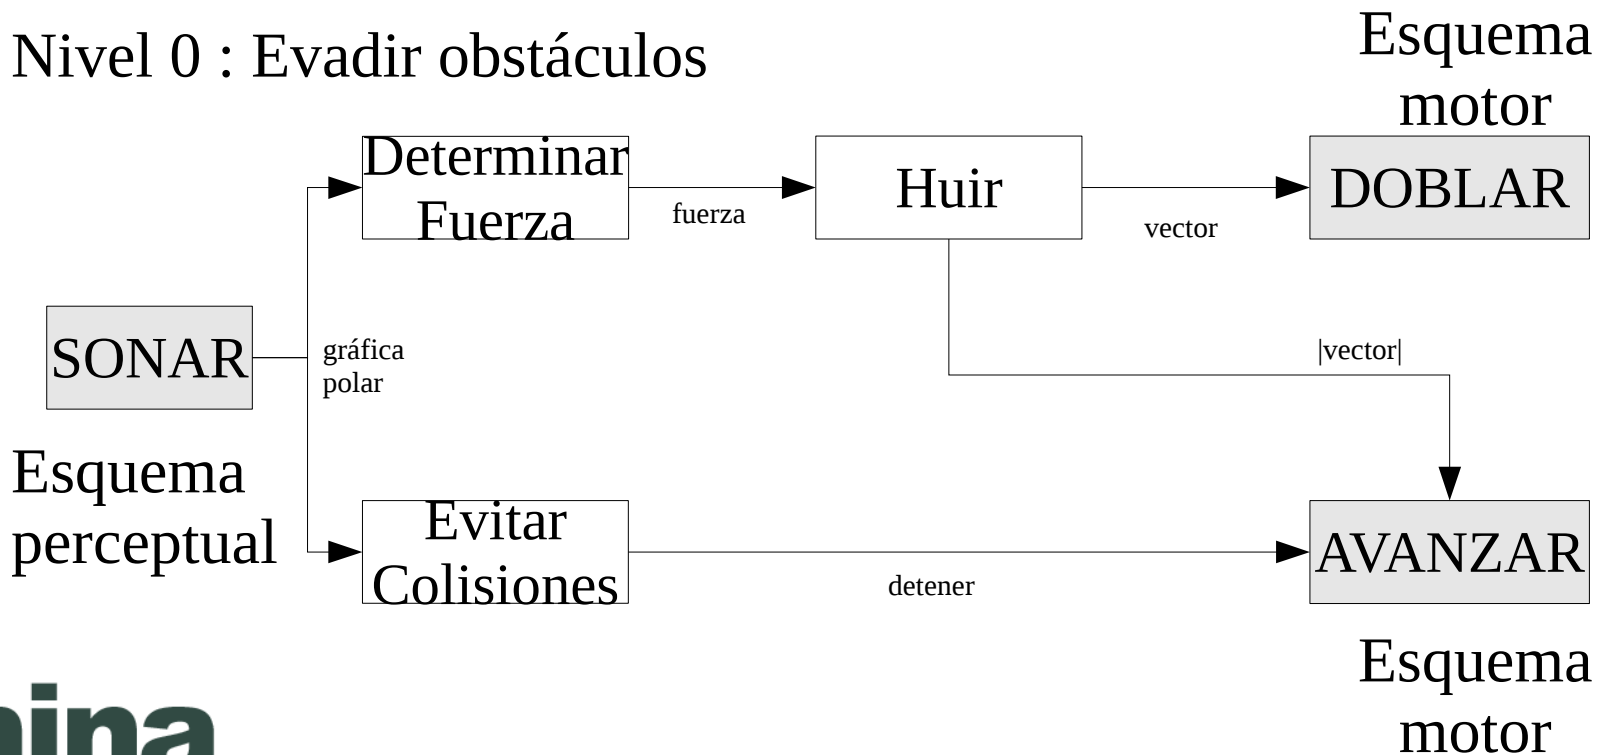 Nivel 0 : Evadir obstáculos
Esquema
motor
Determinar
Fuerza
fuerza
Huir
vector
DOBLAR
SONAR
gráfica
polar
|vector|
Esquema
perceptual
Evitar
Colisiones
detener
AVANZAR
Esquema
motor